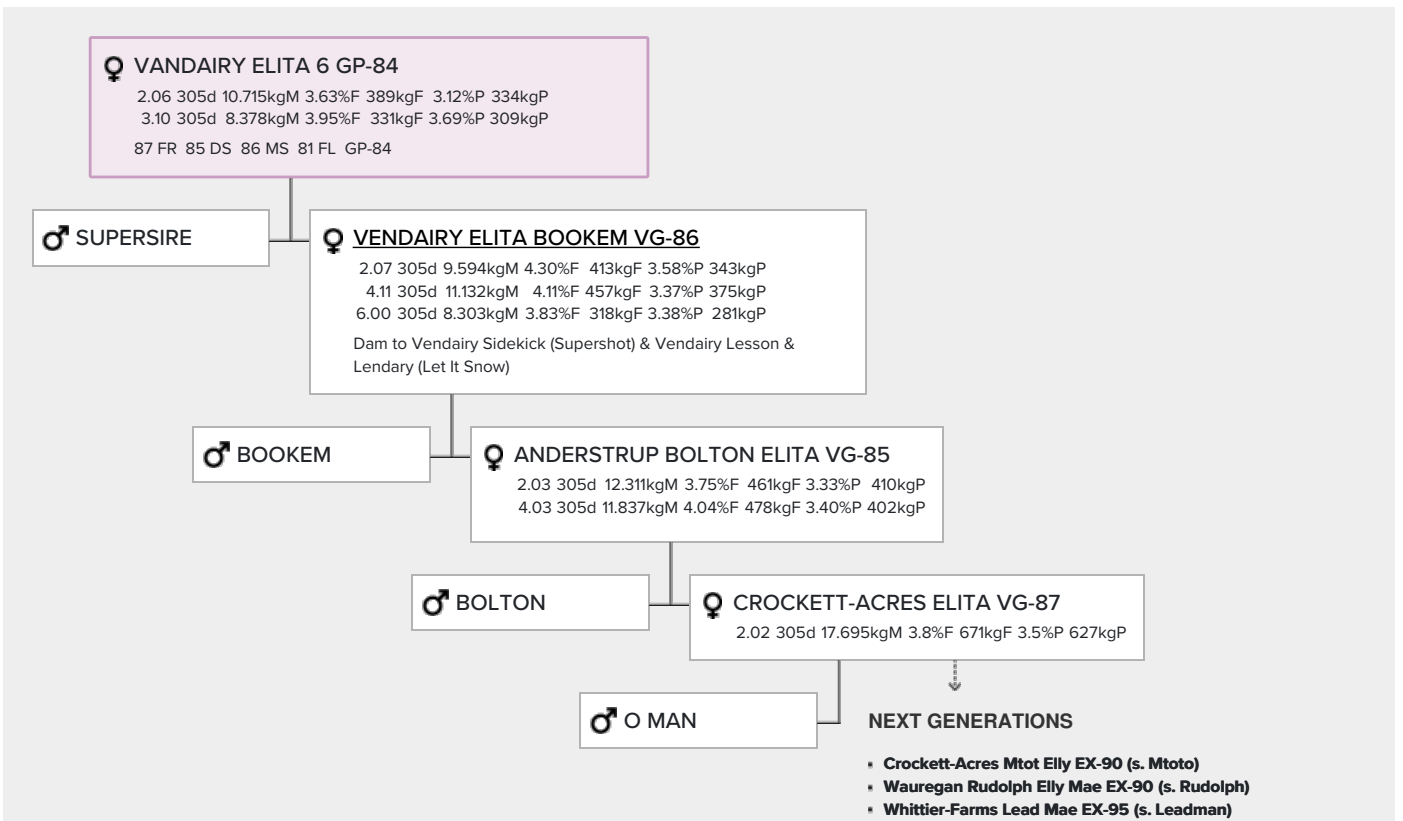 VANDAIRY ELITA 6 GP-84
2.06 305d 10.715kgM 3.63%F 389kgF 3.12%P 334kgP
3.10 305d 8.378kgM 3.95%F 331kgF 3.69%P 309kgP
87 FR 85 DS 86 MS 81 FL GP-84
SUPERSIRE
VENDAIRY ELITA BOOKEM VG-86
2.07 305d 9.594kgM 4.30%F 413kgF 3.58%P 343kgP
4.11 305d 11.132kgM 4.11%F 457kgF 3.37%P 375kgP
6.00 305d 8.303kgM 3.83%F 318kgF 3.38%P 281kgP
Dam to Vendairy Sidekick (Supershot) & Vendairy Lesson &
Lendary (Let It Snow)
BOOKEM
ANDERSTRUP BOLTON ELITA VG-85
2.03 305d 12.311kgM 3.75%F 461kgF 3.33%P 410kgP
4.03 305d 11.837kgM 4.04%F 478kgF 3.40%P 402kgP
BOLTON
CROCKETT-ACRES ELITA VG-87
2.02 305d 17.695kgM 3.8%F 671kgF 3.5%P 627kgP
O MAN
NEXT GENERATIONS
Crockett-Acres Mtot Elly EX-90 (s. Mtoto)
Wauregan Rudolph Elly Mae EX-90 (s. Rudolph)
Whittier-Farms Lead Mae EX-95 (s. Leadman)